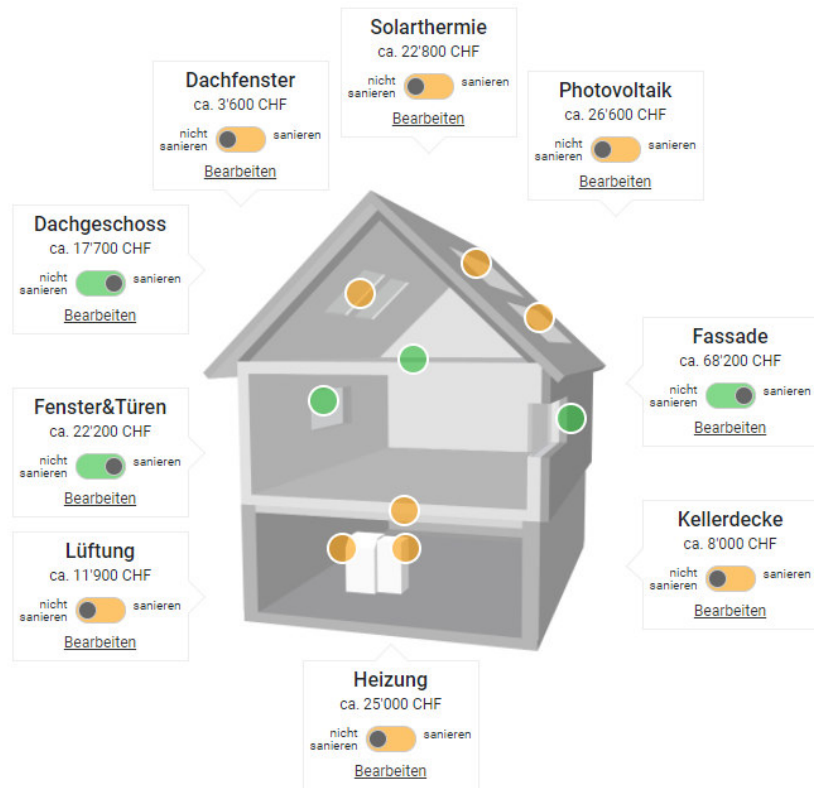 Solarthermie
ca. 22'800 CHF
nicht sanieren
sanieren
Bearbeiten
Dachfenster
ca. 3'600 CHF
nicht
sanieren
sanieren
Bearbeiten
Photovoltaik
ca. 26'600 CHF
nicht
sanieren
sanieren
Bearbeiten
Dachgeschoss
ca. 17'700 CHF
nicht
sanieren
sanieren
Bearbeiten
Fassade
ca. 68'200 CHF
nicht
sanieren
sanieren
Bearbeiten
Fenster&Türen
ca. 22'200 CHF
nicht
sanieren
sanieren
Bearbeiten
Kellerdecke
ca. 8'000 CHF
nicht
sanieren
sanieren
Bearbeiten
Lüftung
ca. 11'900 CHF
nicht
sanieren
sanieren
Bearbeiten
Heizung
ca. 25'000 CHF
nicht
sanieren
sanieren
Bearbeiten